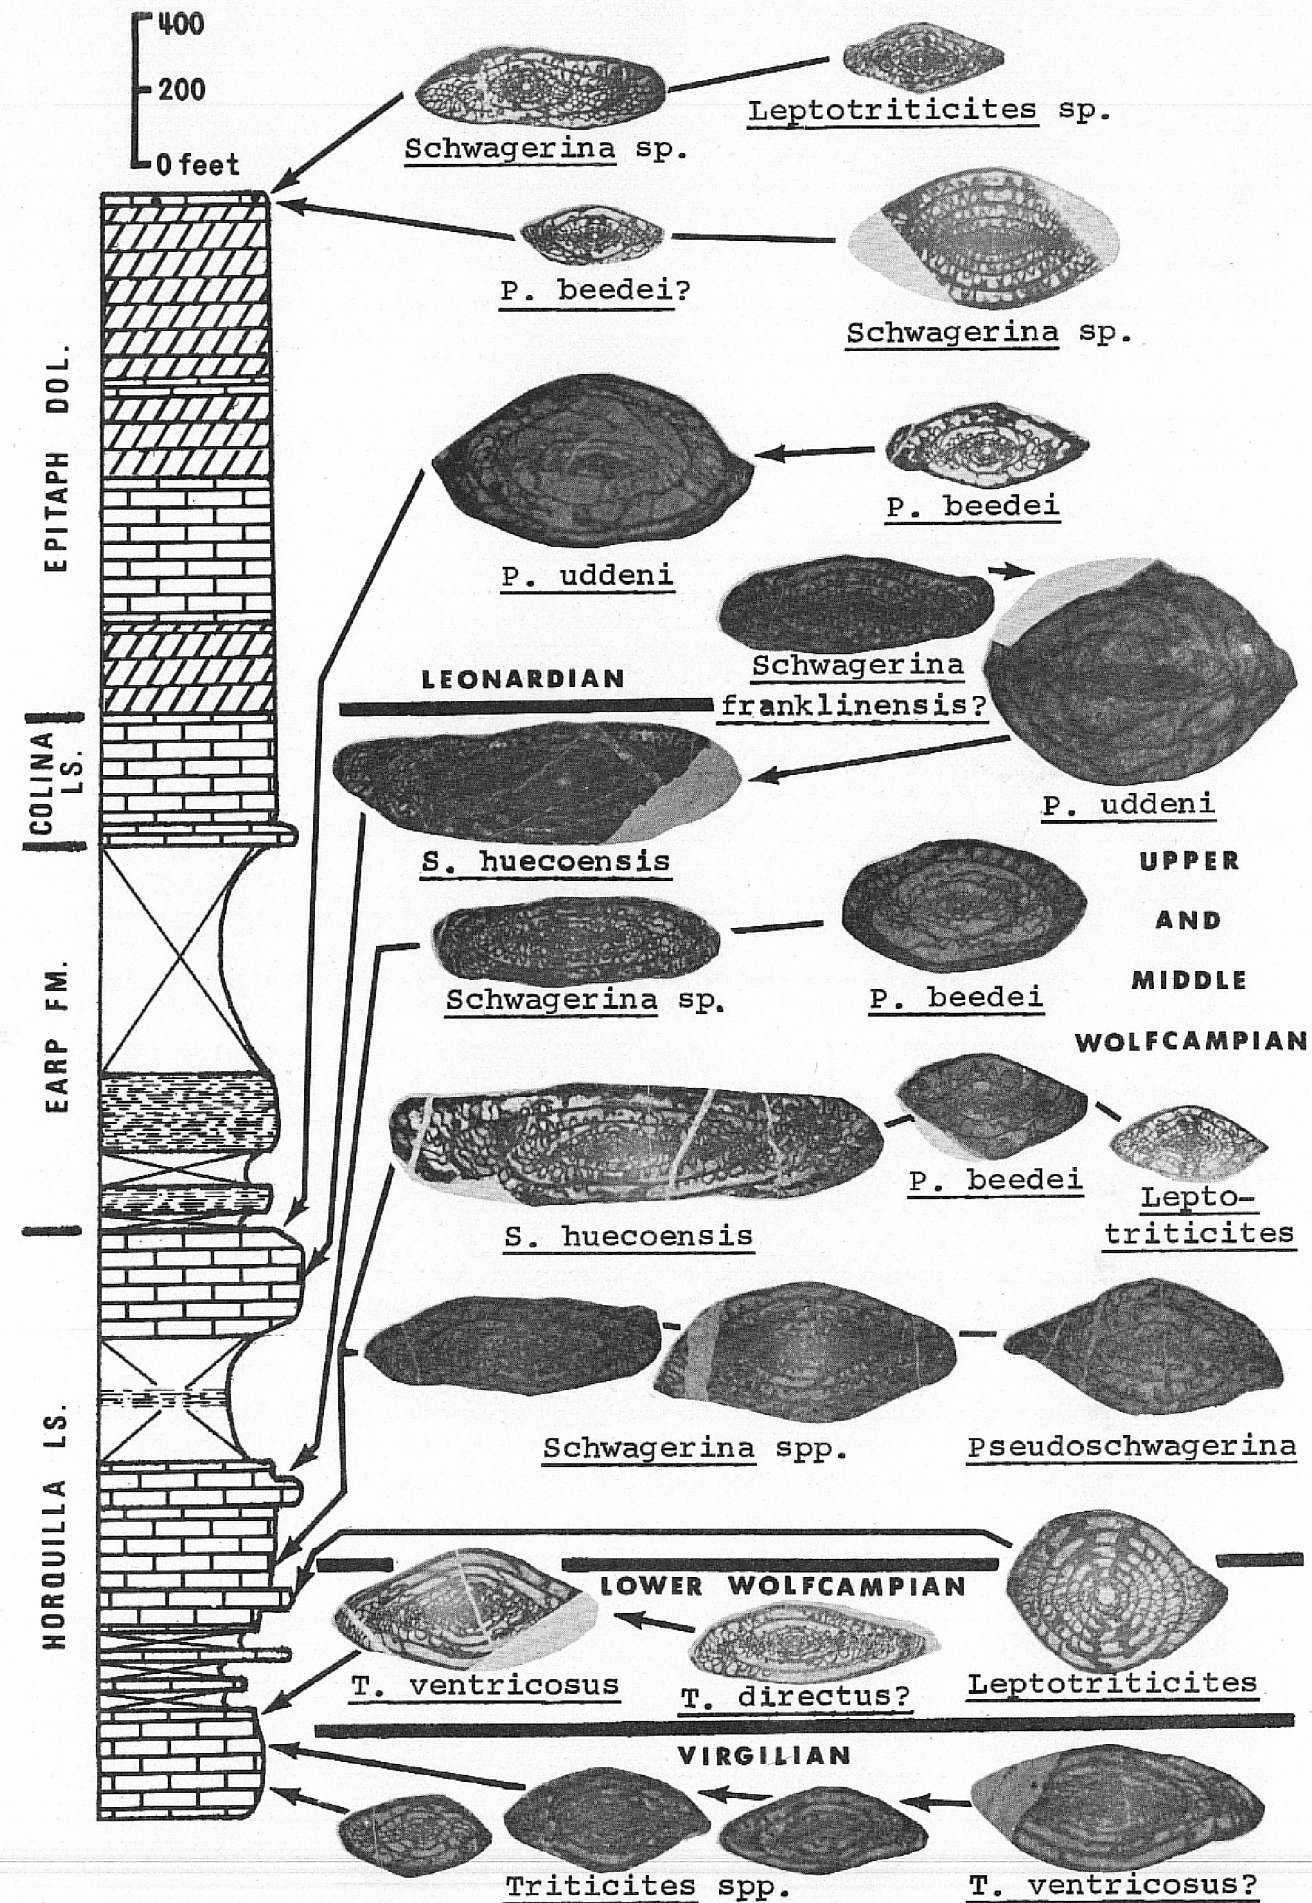 400
200
0 feet
Leptotriticites sp.
Schwagerina sp.
P. beedei?
Schwagerina sp.
EPITAPH DOL.
P. beedei
P. uddeni
Schwagerina
franklinensis?
LEONARDIAN
P. uddeni
COLINA
LS.
S. huecoensis
UPPER
AND
MIDDLE
WOLFCAMPIAN
Schwagerina sp.
P. beedei
EARP FM.
P. beedei
Lepto-
triticites
S. huecoensis
Schwagerina spp.
Pseudoschwagerina
HORQUILLA LS.
LOWER WOLFCAMPIAN
T. ventricosus
T. directus?
Leptotriticites
VIRGILIAN
Triticites spp.
T. ventricosus?